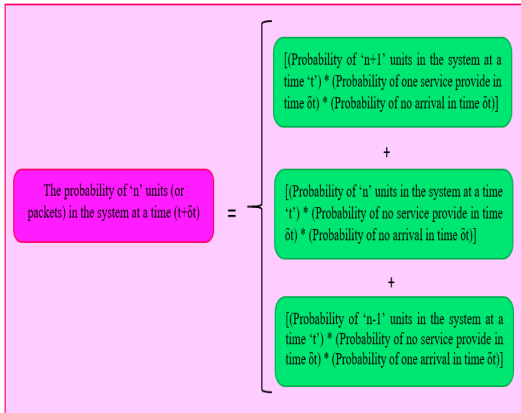 The probability of ‘n’ units (or
packets) in the system at a time (t+δt)
=
[(Probability of ‘n+1’ units in the system at a
time ‘t’) * (Probability of one service provide in
time δt) * (Probability of no arrival in time δt)]
+
[(Probability of ‘n’ units in the system at a time
‘t’) * (Probability of no service provide in time
δt) * (Probability of no arrival in time δt)]
+
[(Probability of ‘n-1’ units in the system at a
time ‘t’) * (Probability of no service provide in
time δt) * (Probability of one arrival in time δt)]